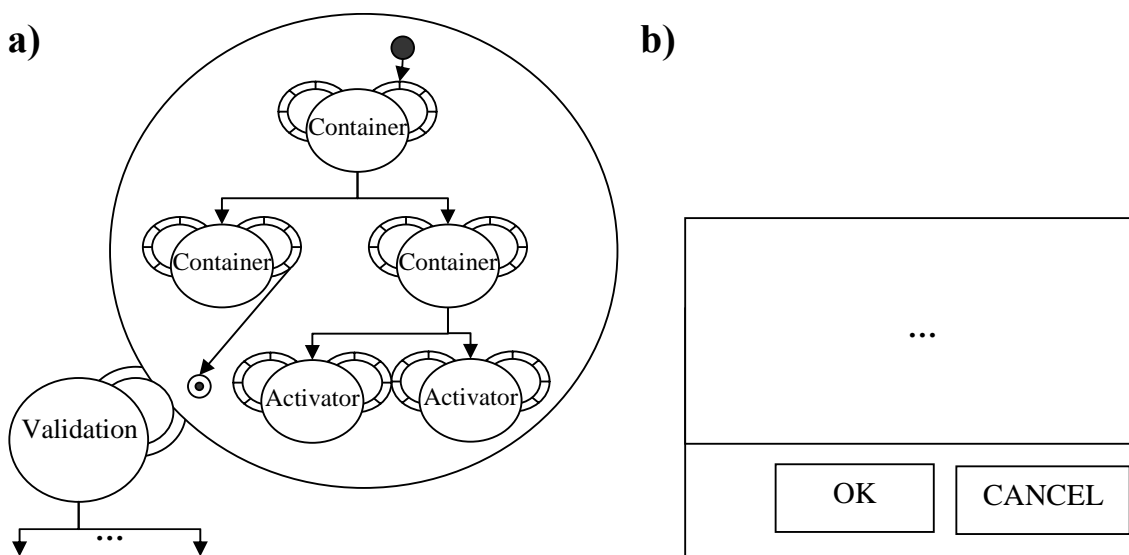 a)
Container
Container
Container
Activator
Activator
Validation
...
b)
...
OK
CANCEL